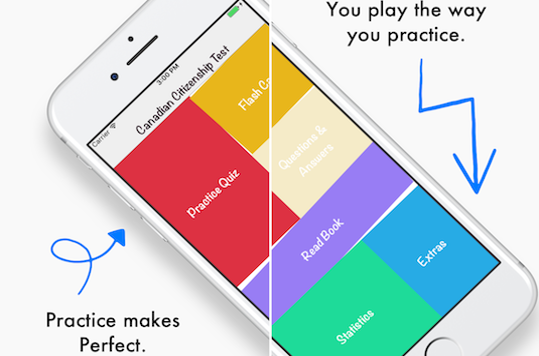 You play the way
you practice.
Carrier
3:00 PM
Canadian Citizenship Test
Flash Ca
Practice Quiz
Questions &
Answers
Read Book
Extras
Statistics
Practice makes
Perfect.